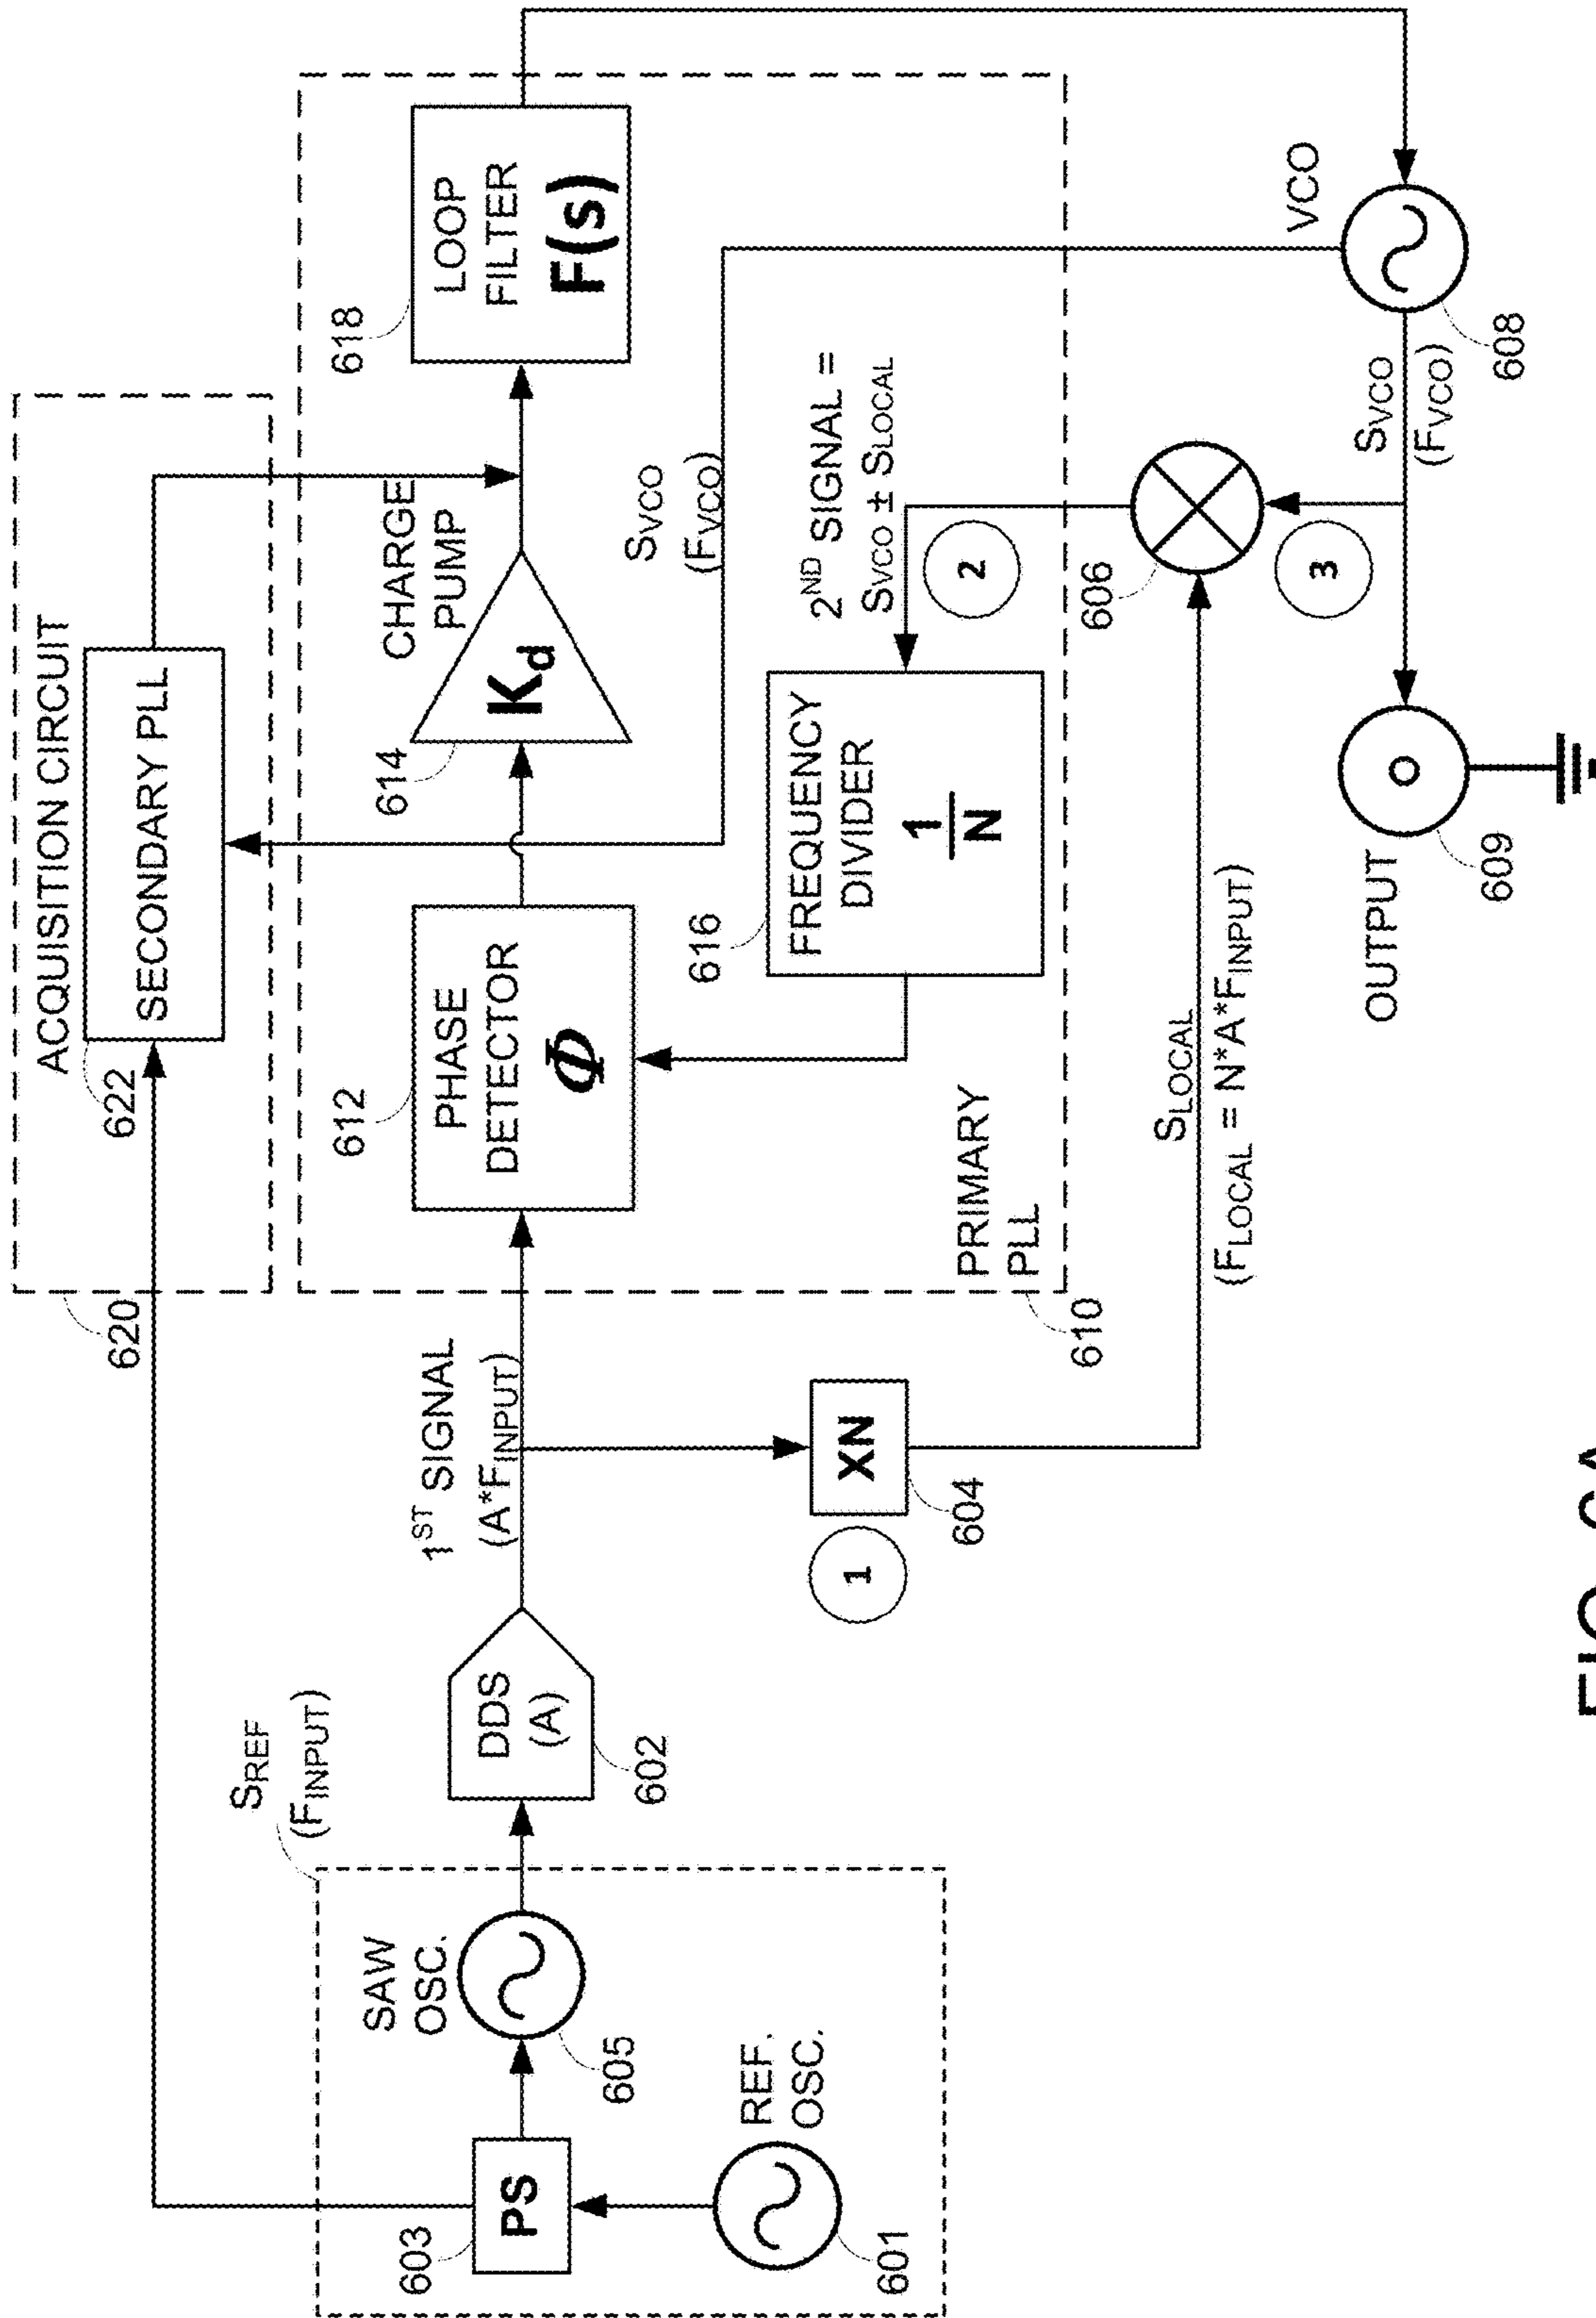 ACQUISITION CIRCUIT
SECONDARY PLL
622
620
SREF
(FINPUT)
SAW
OSC.
605
PS
603
REF.
OSC.
601
DDS
(A)
602
1ST SIGNAL
(A*FINPUT)
XN
604
1
612
PHASE
DETECTOR
Φ
614
CHARGE
PUMP
Kd
618
LOOP
FILTER
F(s)
SVCO
(FVCO)
616
FREQUENCY
DIVIDER
1
N
2ND SIGNAL =
SVCO ± SLOCAL
2
PRIMARY
PLL
610
606
3
SLOCAL
(FLOCAL = N*A*FINPUT)
VCO
608
SVCO
(FVCO)
OUTPUT
609